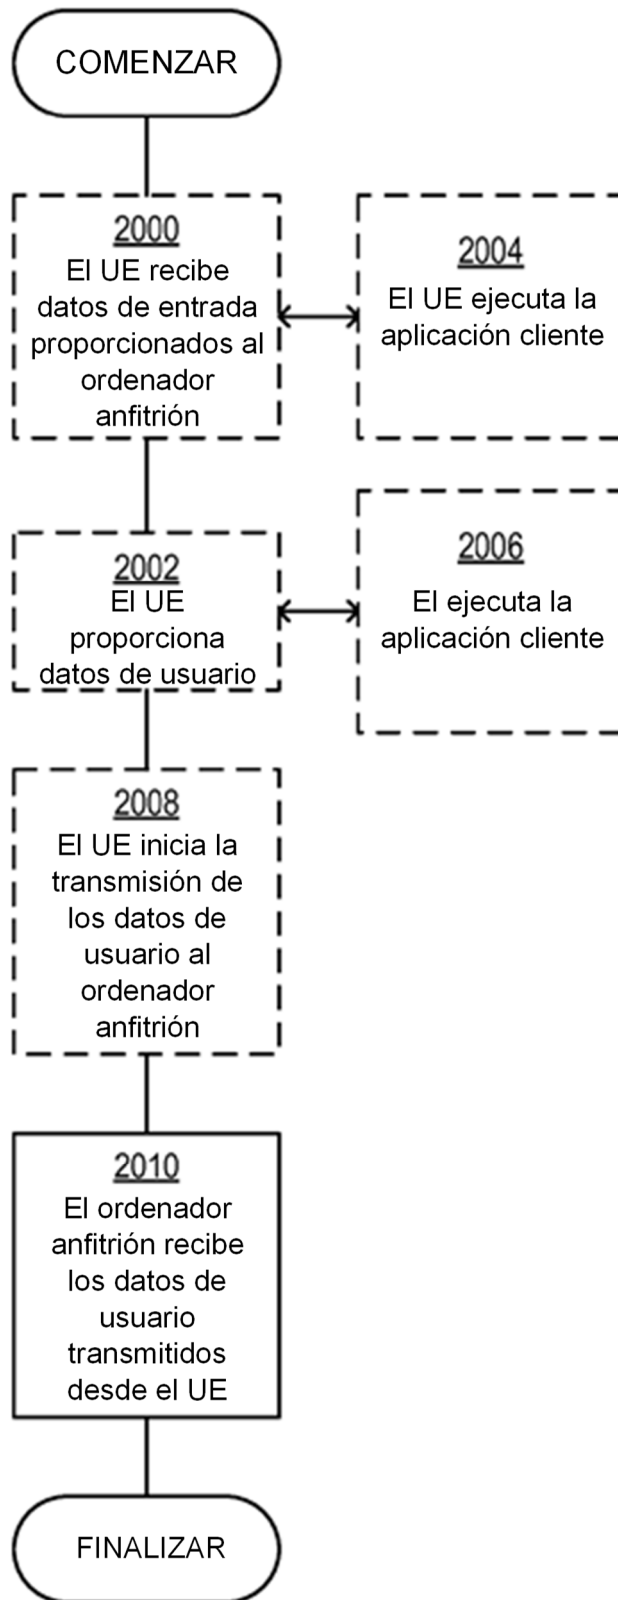 COMENZAR
2000
El UE recibe
datos de entrada
proporcionados al
ordenador
anfitrión
2004
El UE ejecuta la
aplicación cliente
2002
El UE
proporciona
datos de usuario
2006
El ejecuta la
aplicación cliente
2008
El UE inicia la
transmisión de
los datos de
usuario al
ordenador
anfitrión
2010
El ordenador
anfitrión recibe
los datos de
usuario
transmitidos
desde el UE
FINALIZAR